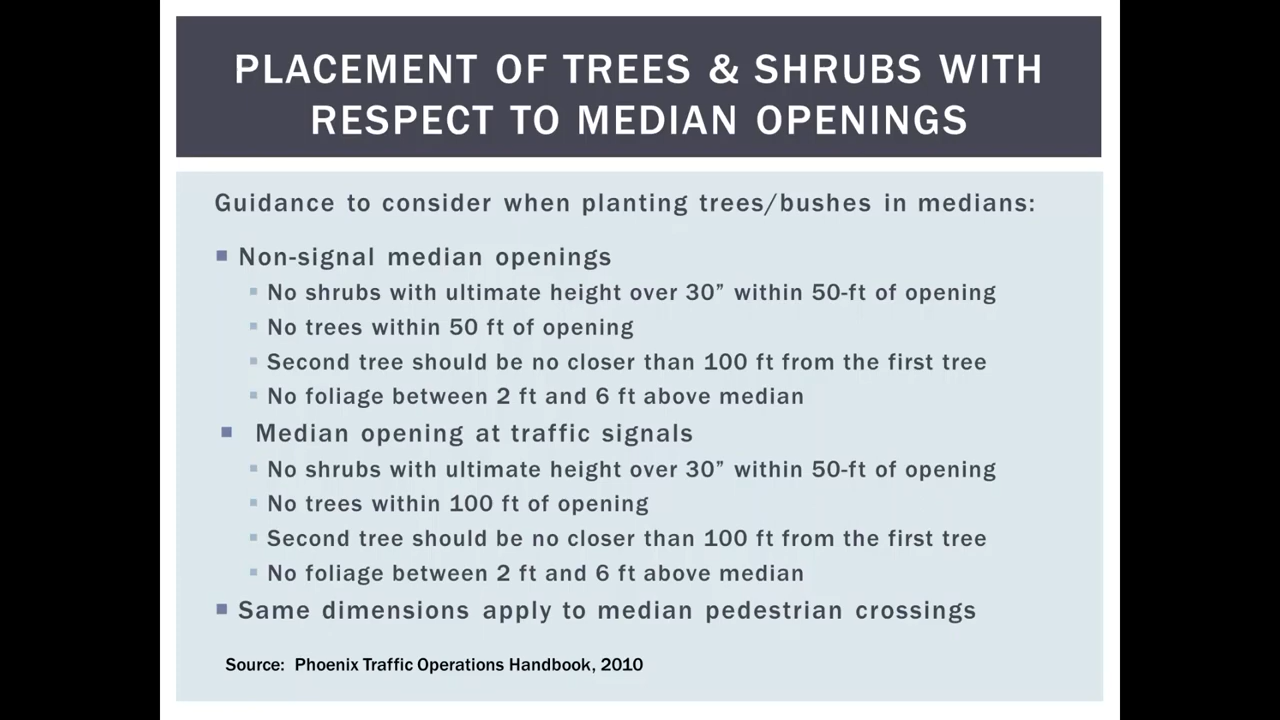 PLACEMENT OF TREES & SHRUBS WITH
RESPECT TO MEDIAN OPENINGS
Guidance to consider when planting trees/bushes in medians:
Non-signal median openings
No shrubs with ultimate height over 30” within 50-ft of opening
No trees within 50 ft of opening
Second tree should be no closer than 100 ft from the first tree
No foliage between 2 ft and 6 ft above median
Median opening at traffic signals
No shrubs with ultimate height over 30” within 50-ft of opening
No trees within 100 ft of opening
Second tree should be no closer than 100 ft from the first tree
No foliage between 2 ft and 6 ft above median
Same dimensions apply to median pedestrian crossings
Source: Phoenix Traffic Operations Handbook, 2010